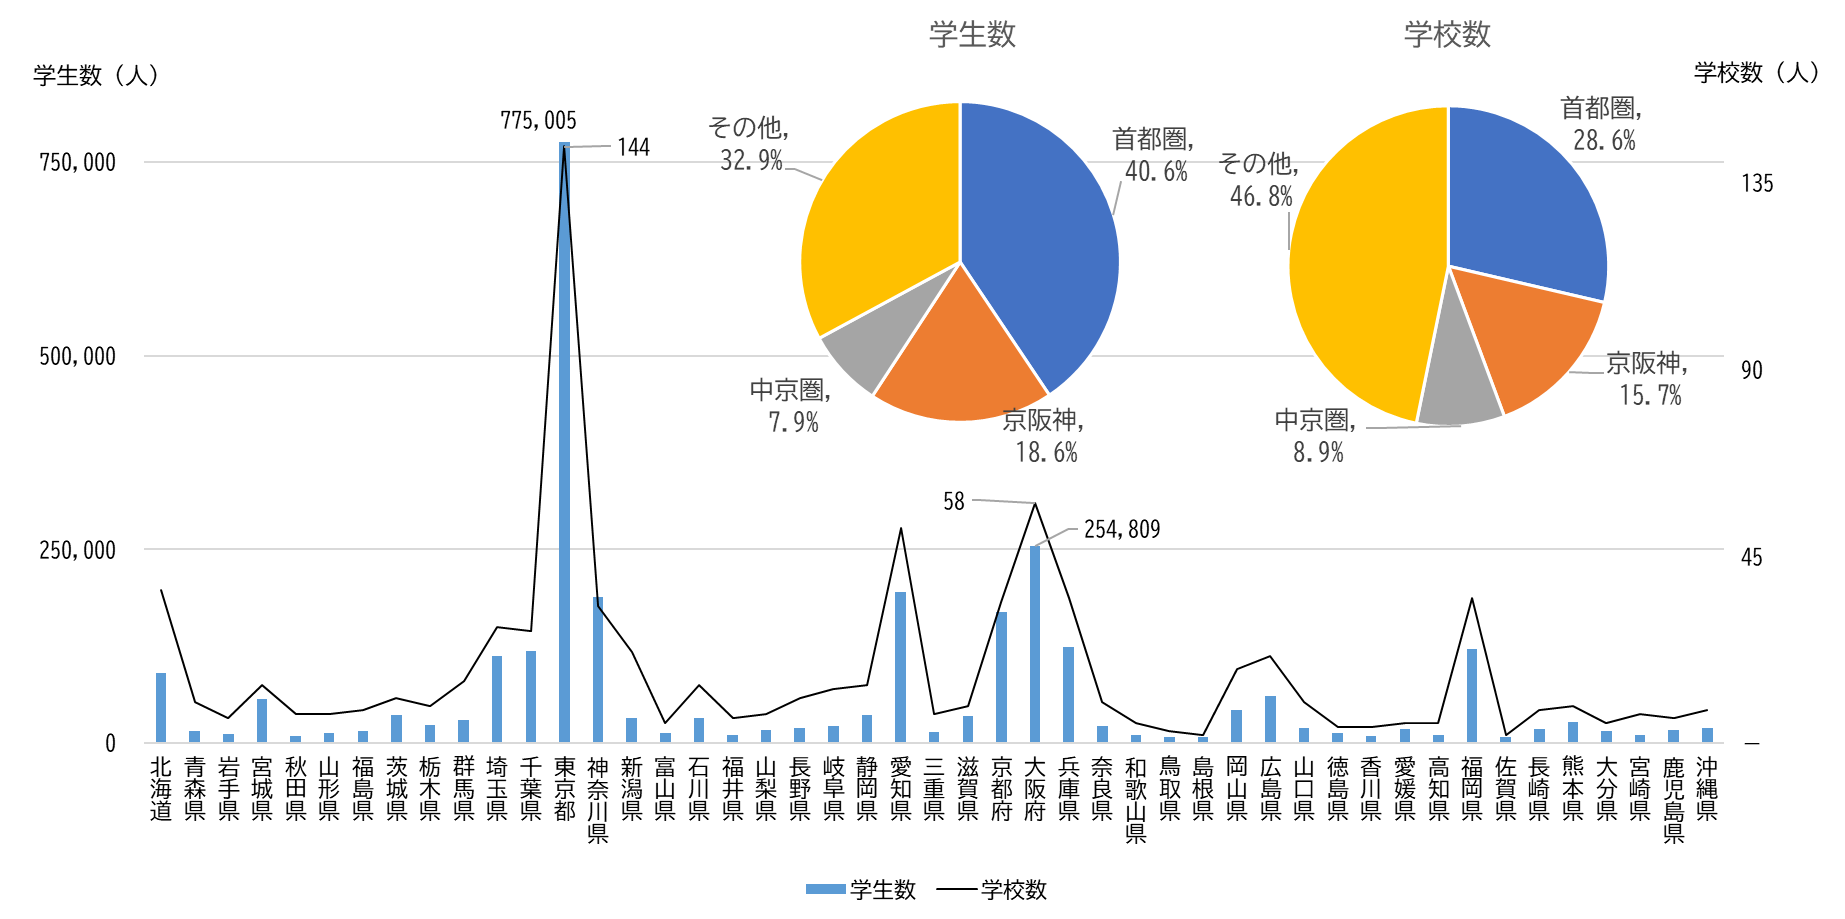 学生数
学校数
学生数（人）
学校数（人）
775,005
144
750,000
500,000
250,000
0
135
90
45
—
その他,
32.9%
首都圏,
40.6%
中京圏,
7.9%
京阪神,
18.6%
首都圏,
28.6%
その他,
46.8%
京阪神,
15.7%
中京圏,
8.9%
58
254,809
北海道
青森県
岩手県
宮城県
秋田県
山形県
福島県
茨城県
栃木県
群馬県
埼玉県
千葉県
東京都
神奈川県
新潟県
富山県
石川県
福井県
山梨県
長野県
岐阜県
静岡県
愛知県
三重県
滋賀県
京都府
大阪府
兵庫県
奈良県
和歌山県
鳥取県
島根県
岡山県
広島県
山口県
徳島県
香川県
愛媛県
高知県
福岡県
佐賀県
長崎県
熊本県
大分県
宮崎県
鹿児島県
沖縄県
学生数
学校数